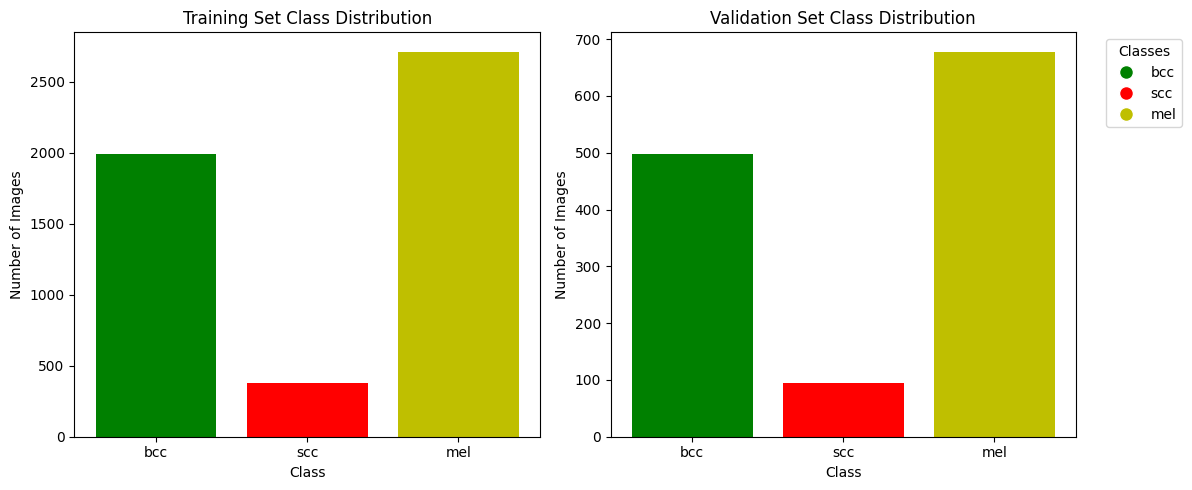 Training Set Class Distribution
Number of Images
2500
2000
1500
1000
500
0
bcc scc mel
Class
Validation Set Class Distribution
Number of Images
700
600
500
400
300
200
100
0
bcc scc mel
Class
Classes
bcc
scc
mel